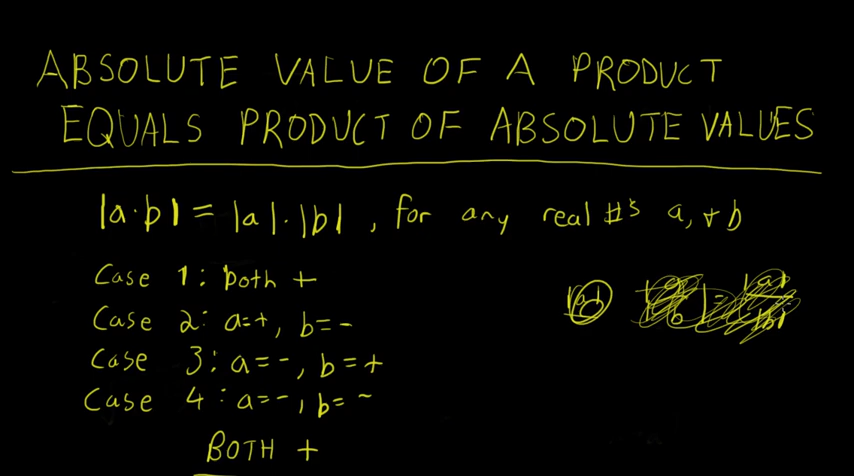 ABSOLUTE VALUE OF A PRODUCT
EQUALS PRODUCT OF ABSOLUTE VALUES
|a·b| = |a|·|b|, for any real #'s a, + b
Case 1: both +
Case 2: a=+, b=-
Case 3: a=-, b=+
Case 4: a=-, b=-
BOTH +